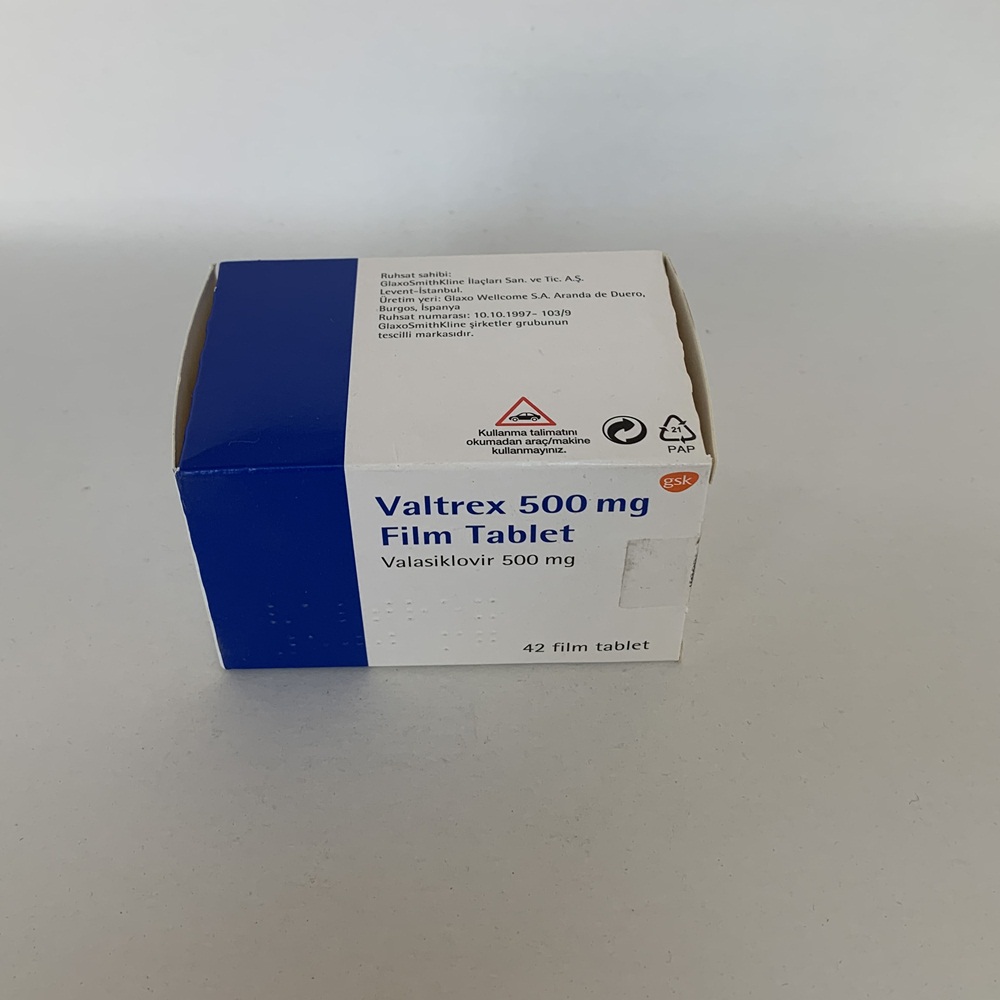 Ruhsat sahibi:
GlaxoSmithKline İlaçları San. ve Tic. A.Ş.
Levent-İstanbul.
Üretim yeri: Glaxo Wellcome S.A. Aranda de Duero,
Burgos, İspanya
Ruhsat numarası: 10.10.1997- 103/9
GlaxoSmithKline şirketler grubunun
tescilli markasıdır.
Kullanma talimatını
okumadan araç/makine
kullanmayınız.
21
PAP
gsk
Valtrex 500 mg
Film Tablet
Valasiklovir 500 mg
42 film tablet